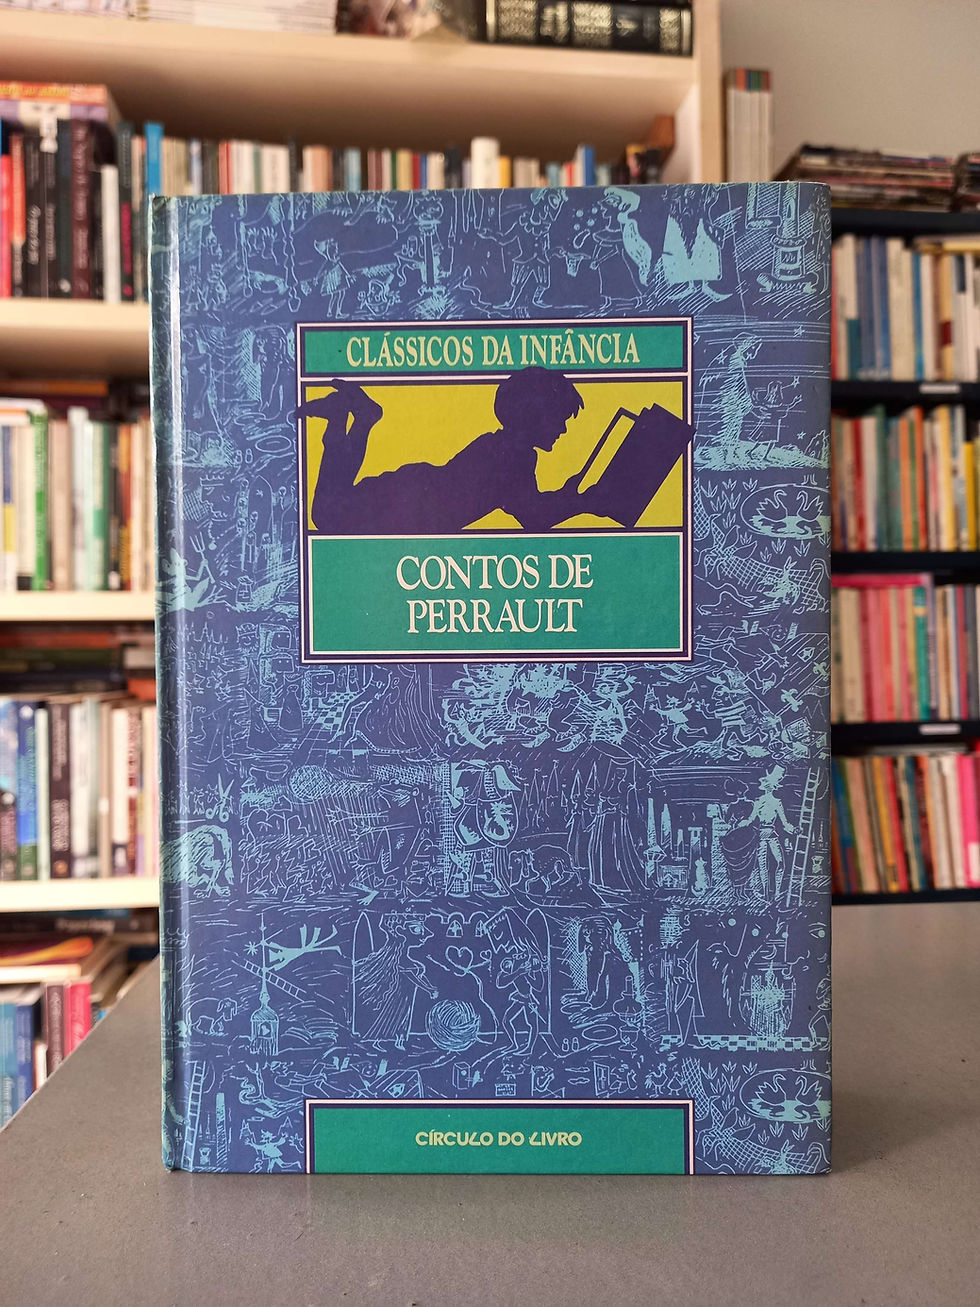 CLÁSSICOS DA INFÂNCIA
CONTOS DE
PERRAULT
CÍRCULO DO LIVRO